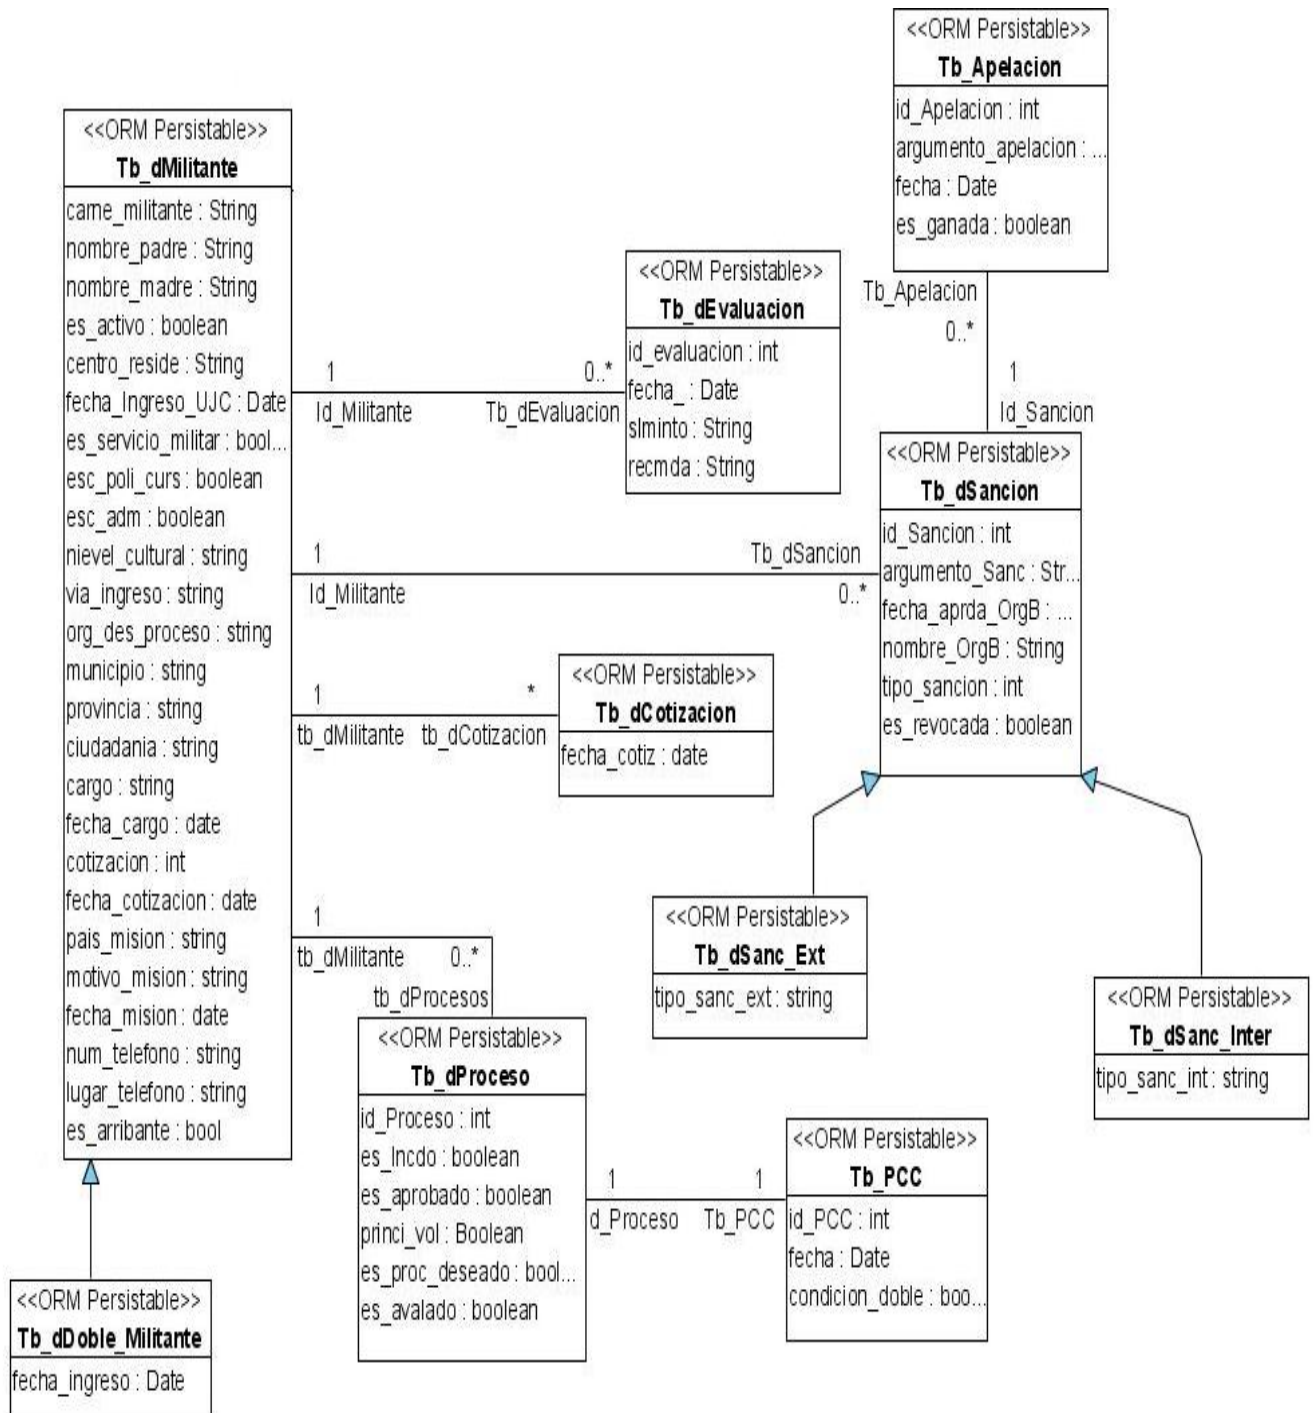 <<ORM Persistable>>
Tb_Apelacion
id_Apelacion : int
argumento_apelacion : ...
fecha : Date
es_ganada : boolean
<<ORM Persistable>>
Tb_dMilitante
carne_militante : String
nombre_padre : String
nombre_madre : String
es_activo : boolean
centro_reside : String
fecha_Ingreso_UJC : Date
es_servicio_militar : bool...
esc_poli_curs : boolean
esc_adm : boolean
nievel_cultural : string
via_ingreso : string
org_des_proceso : string
municipio : string
provincia : string
ciudadania : string
cargo : string
fecha_cargo : date
cotizacion : int
fecha_cotizacion : date
pais_mision : string
motivo_mision : string
fecha_mision : date
num_telefono : string
lugar_telefono : string
es_arribante : bool
<<ORM Persistable>>
Tb_dEvaluacion
id_evaluacion : int
fecha_ : Date
slminto : String
recmda : String
1
0..*
Id_Militante
Tb_dEvaluacion
Tb_Apelacion
0..*
1
Id_Sancion
<<ORM Persistable>>
Tb_dSancion
id_Sancion : int
argumento_Sanc : Str...
fecha_aprda_OrgB : ...
nombre_OrgB : String
tipo_sancion : int
es_revocada : boolean
1
Tb_dSancion
Id_Militante
0..*
<<ORM Persistable>>
Tb_dCotizacion
fecha_cotiz : date
1
*
tb_dMilitante
tb_dCotizacion
1
tb_dMilitante
0..*
tb_dProcesos
<<ORM Persistable>>
Tb_dSanc_Ext
tipo_sanc_ext : string
<<ORM Persistable>>
Tb_dSanc_Inter
tipo_sanc_int : string
<<ORM Persistable>>
Tb_dProceso
id_Proceso : int
es_Incdo : boolean
es_aprobado : boolean
princi_vol : Boolean
es_proc_deseado : bool...
es_avalado : boolean
1
1
d_Proceso
Tb_PCC
<<ORM Persistable>>
Tb_PCC
id_PCC : int
fecha : Date
condicion_doble : boo...
<<ORM Persistable>>
Tb_dDoble_Militante
fecha_ingreso : Date